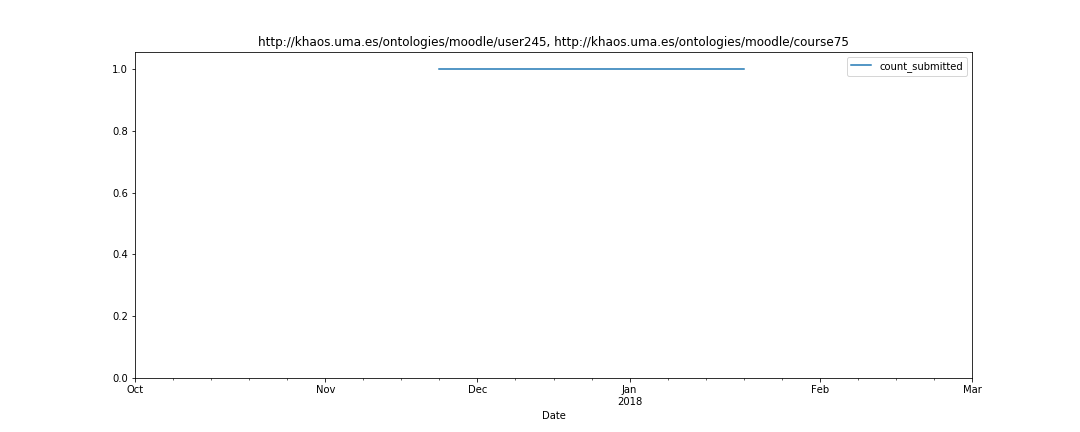 http://khaos.uma.es/ontologies/moodle/user245, http://khaos.uma.es/ontologies/moodle/course75
count_submitted
1.0
0.8
0.6
0.4
0.2
0.0
Oct Nov Dec Jan Feb Mar
2018
Date